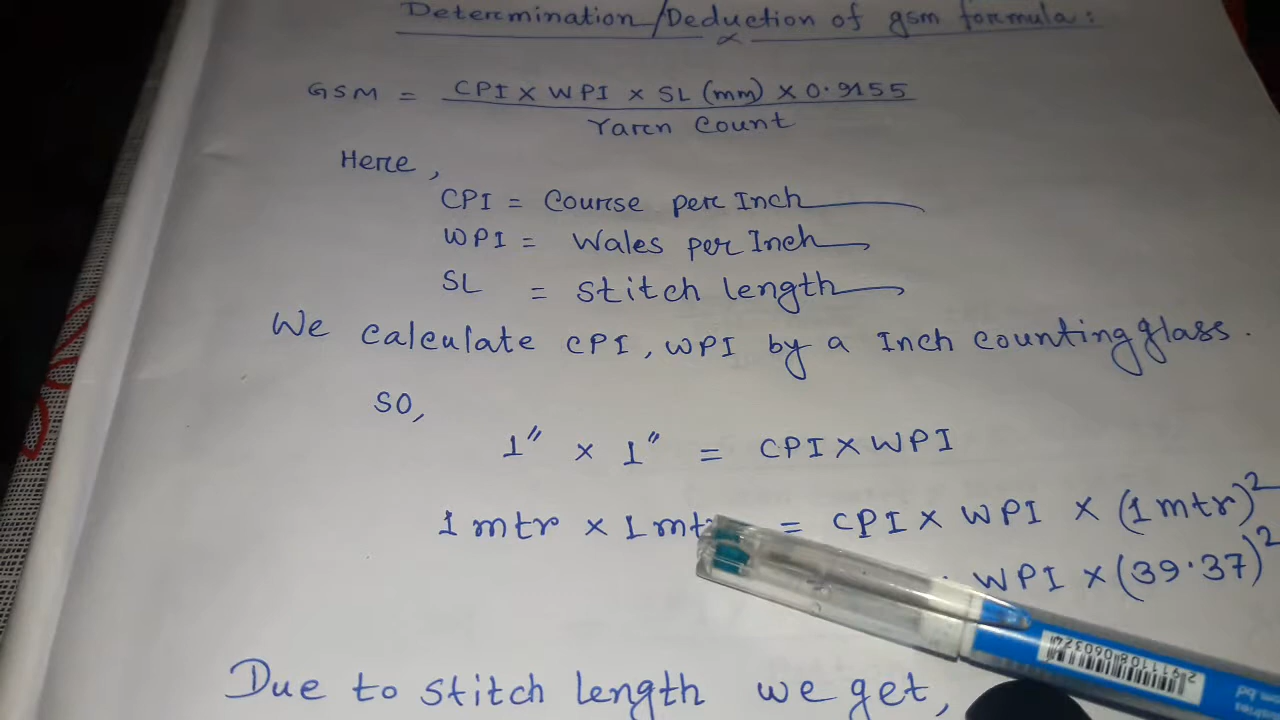 Determination/Deduction of gsm formula:
GSM = CPI x WPI x SL (mm) x 0.9155
Yarn Count
Here,
CPI = Course per Inch
WPI = Wales per Inch
SL = Stitch length
We calculate CPI, WPI by a Inch counting glass.
SO,
1" x 1" = CPI x WPI
1 mtr x 1 = CPI x WPI x (1 mtr)²
WPI x (39.37)²
Due to stitch length we get,